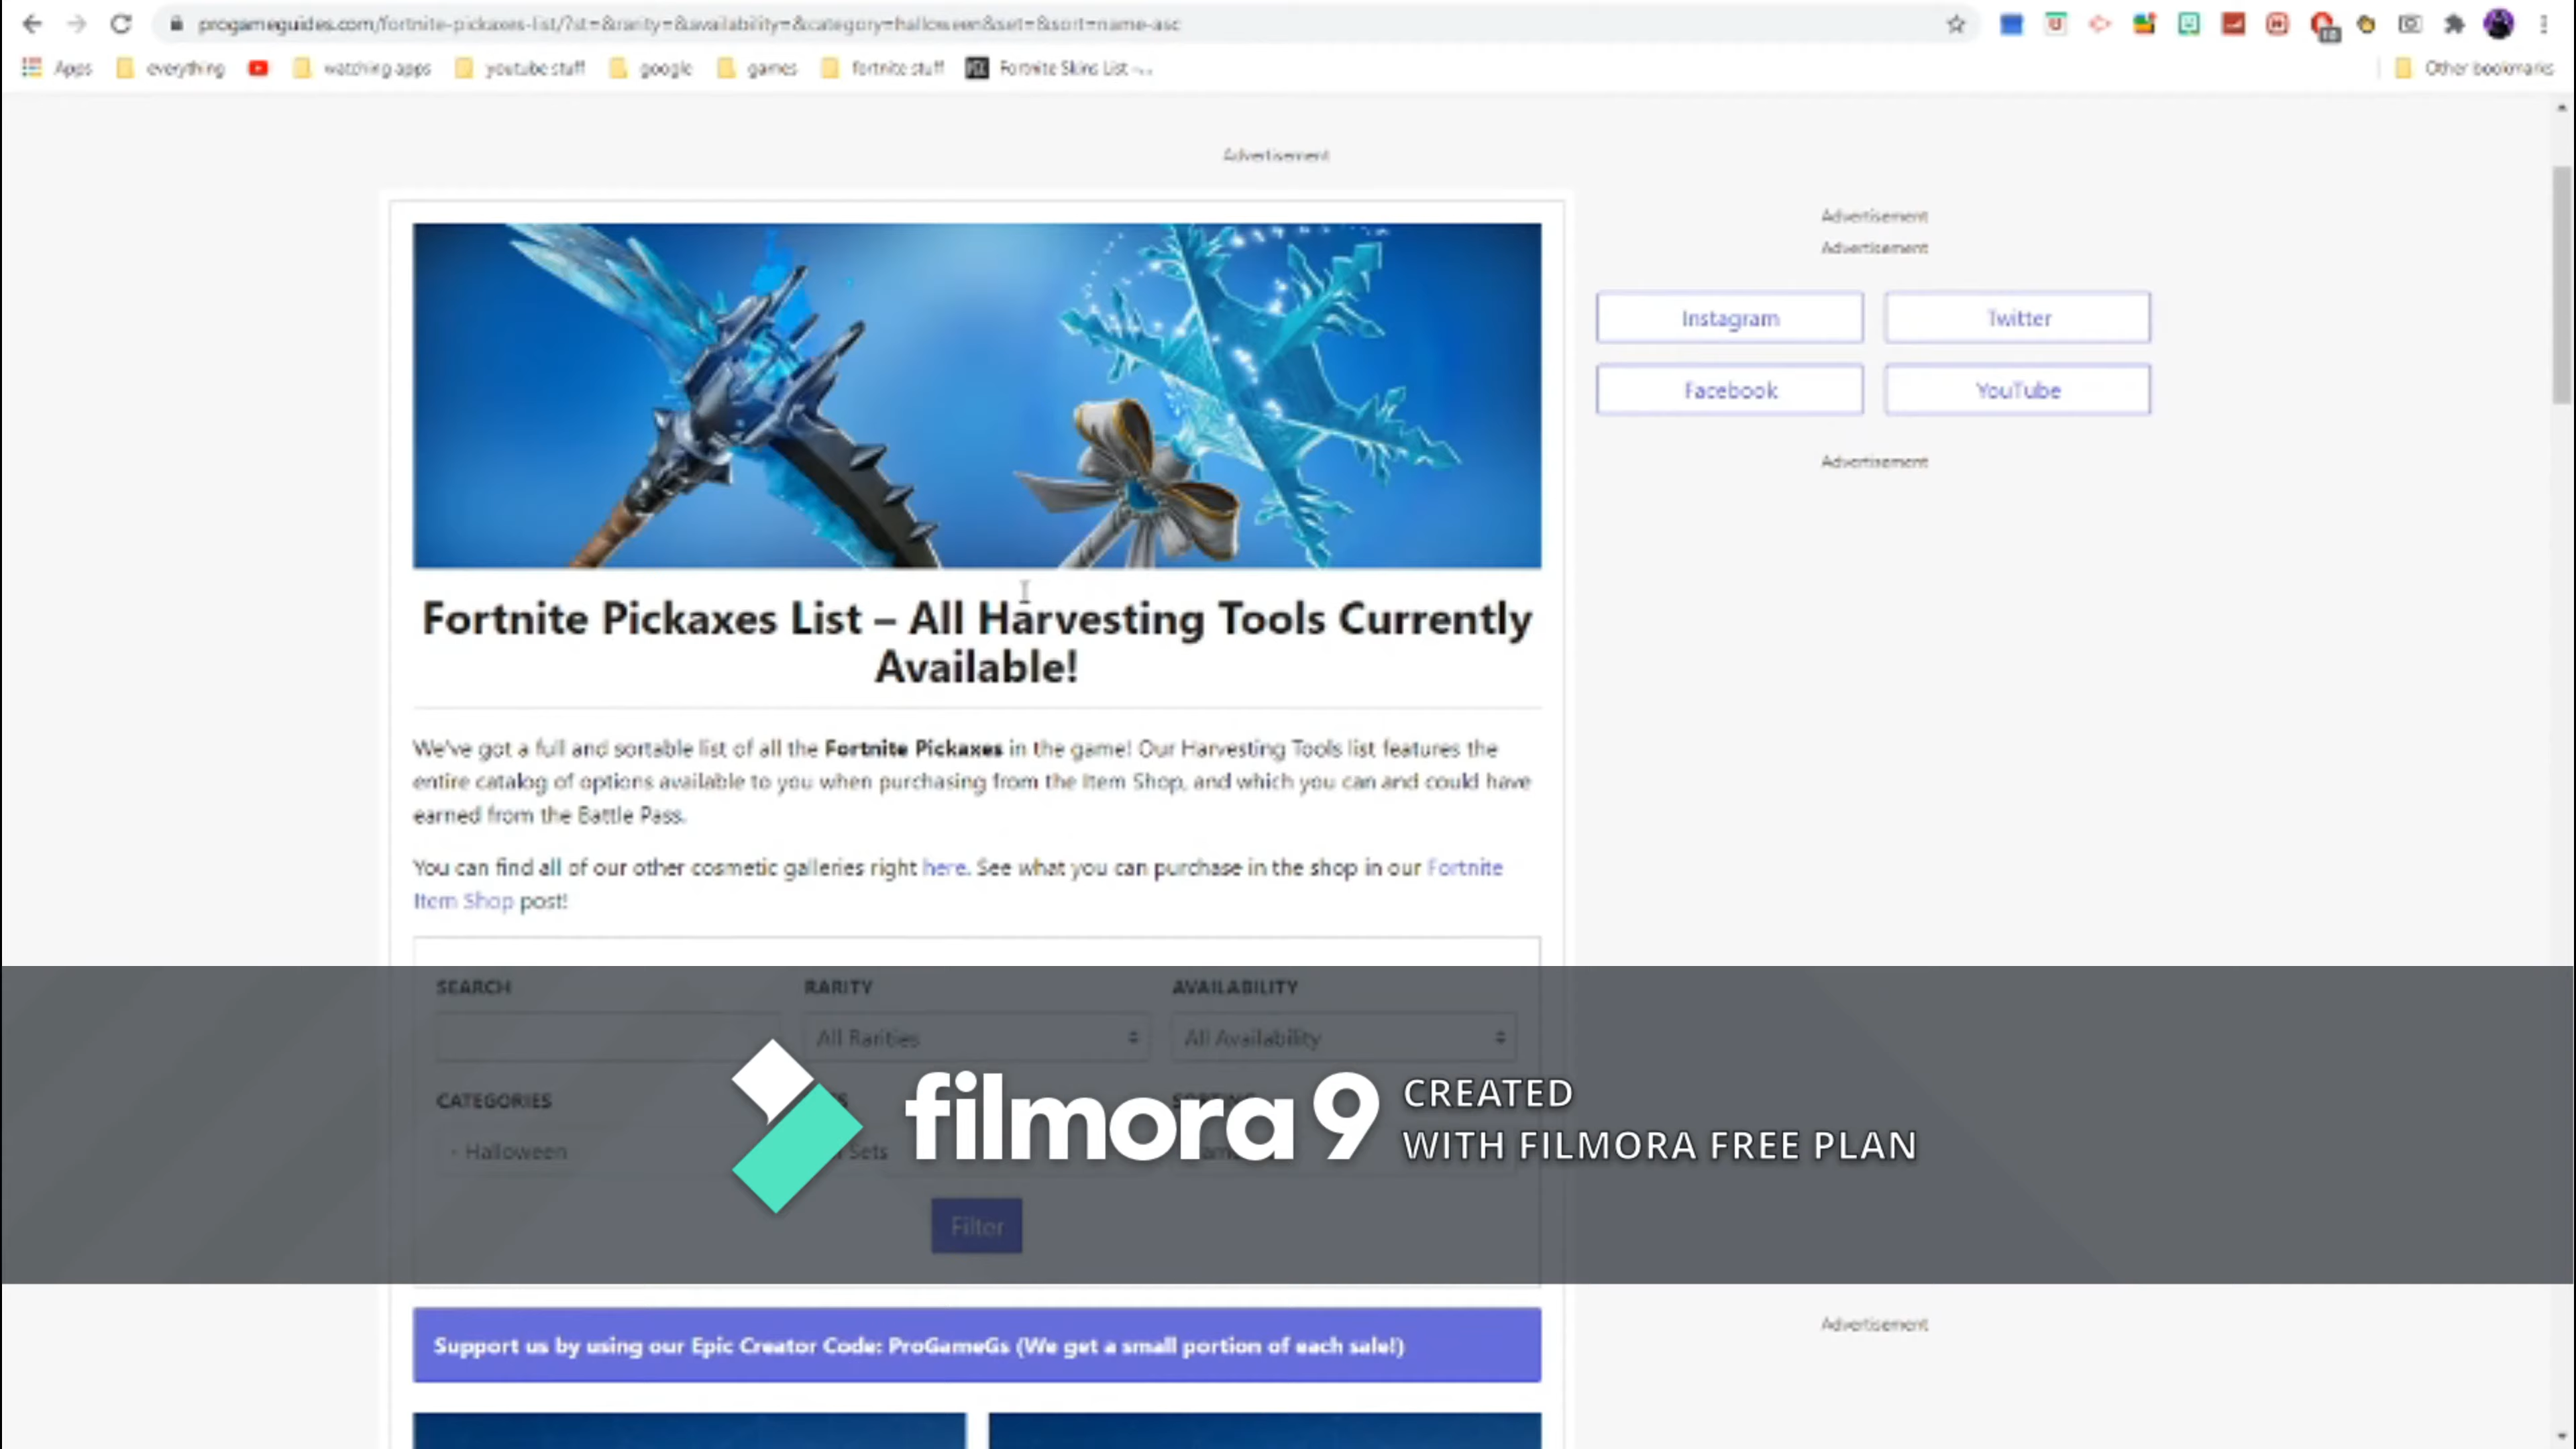 progameguides.com/fortnite-pickaxes-list/?st=&rarity=&availability=&category=halloween&set=&sort=name-asc
Apps everything watching apps youtube stuff google games fortnite stuff Fortnite Skins List -... Other bookmarks
Advertisement
Advertisement
Advertisement
Instagram Twitter
Facebook YouTube
Advertisement
Fortnite Pickaxes List – All Harvesting Tools Currently
Available!
We've got a full and sortable list of all the Fortnite Pickaxes in the game! Our Harvesting Tools list features the
entire catalog of options available to you when purchasing from the Item Shop, and which you can and could have
earned from the Battle Pass.
You can find all of our other cosmetic galleries right here. See what you can purchase in the shop in our Fortnite
Item Shop post!
SEARCH RARITY AVAILABILITY
All Rarities All Availability
CATEGORIES
- Halloween Sets
filmora9 CREATED
WITH FILMORA FREE PLAN
Filter
Advertisement
Support us by using our Epic Creator Code: ProGameGs (We get a small portion of each sale!)